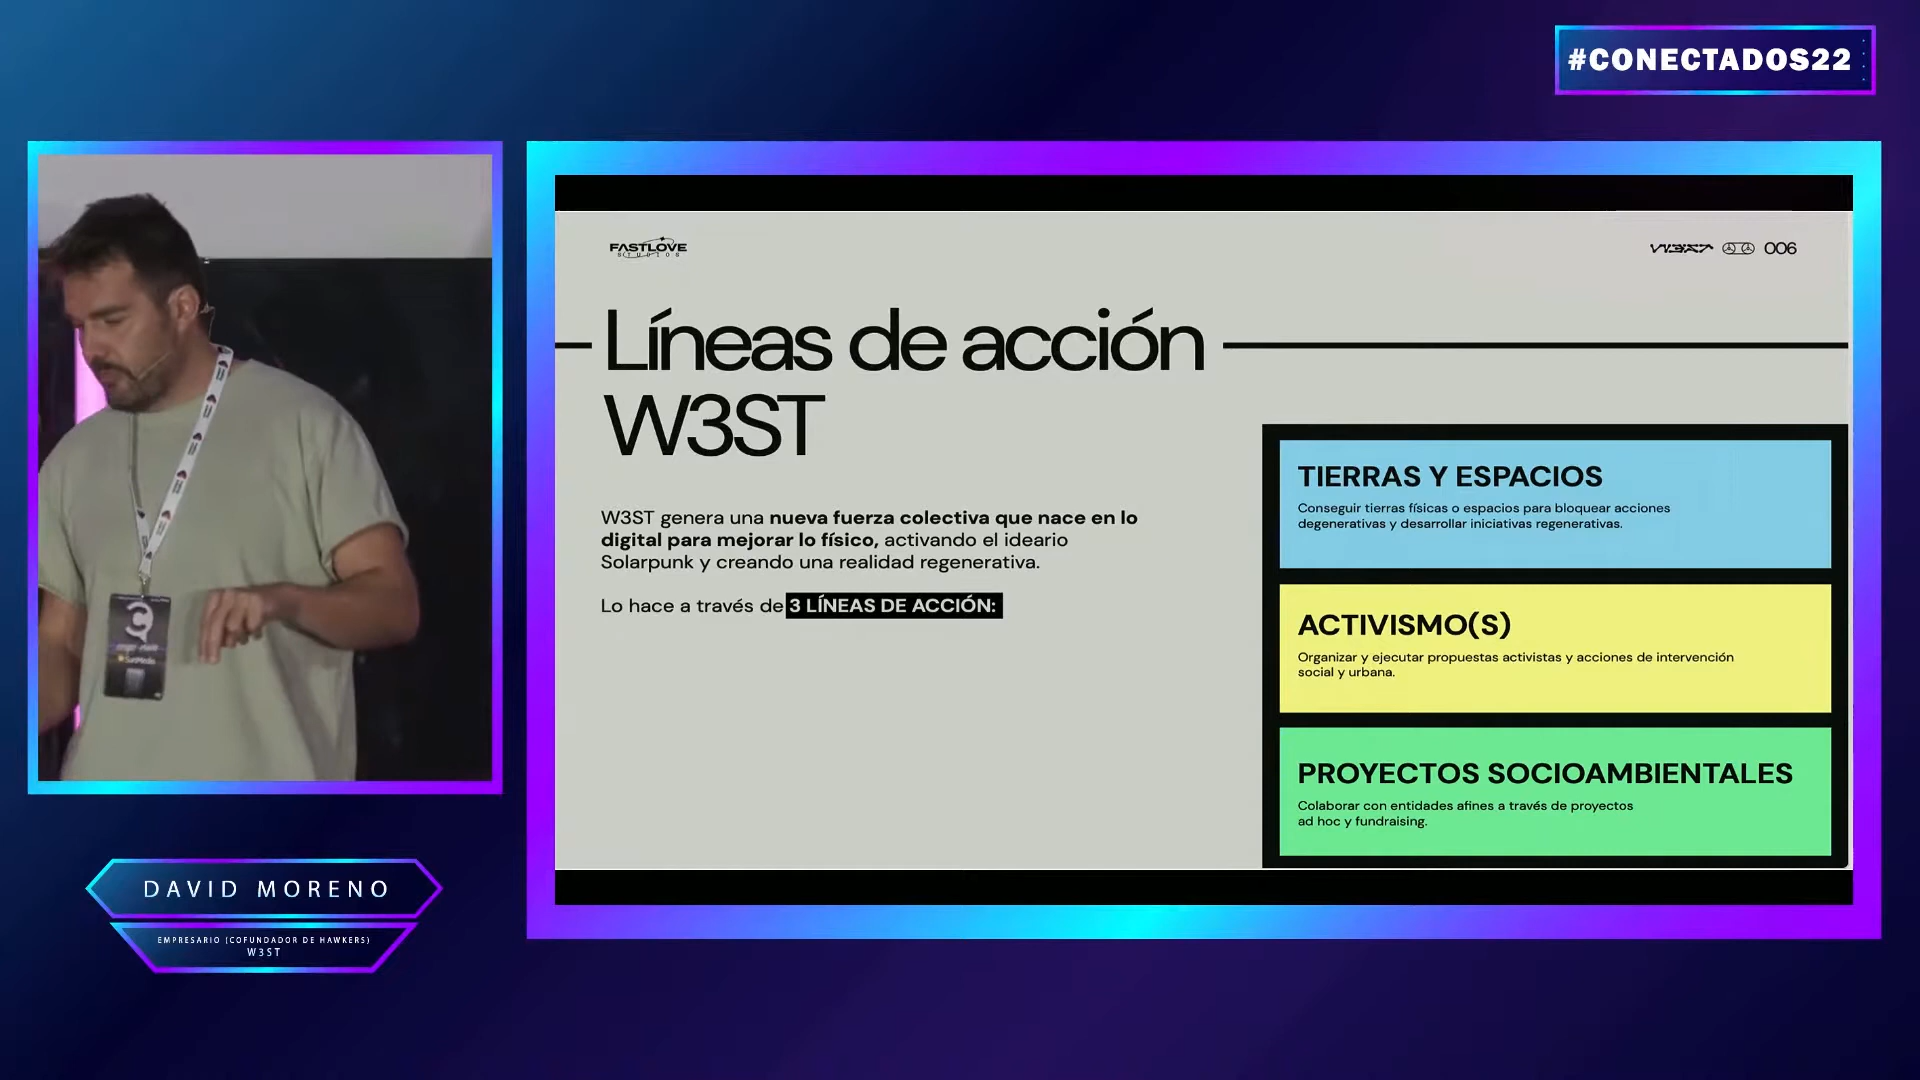 #CONECTADOS22
FASTLOVE
STUDIOS
W3ST 006
Líneas de acción
W3ST
W3ST genera una nueva fuerza colectiva que nace en lo
digital para mejorar lo físico, activando el ideario
Solarpunk y creando una realidad regenerativa.
Lo hace a través de 3 LÍNEAS DE ACCIÓN:
TIERRAS Y ESPACIOS
Conseguir tierras físicas o espacios para bloquear acciones
degenerativas y desarrollar iniciativas regenerativas.
ACTIVISMO(S)
Organizar y ejecutar propuestas activistas y acciones de intervención
social y urbana.
PROYECTOS SOCIOAMBIENTALES
Colaborar con entidades afines a través de proyectos
ad hoc y fundraising.
DAVID MORENO
EMPRESARIO (COFUNDADOR DE HAWKERS)
W3ST